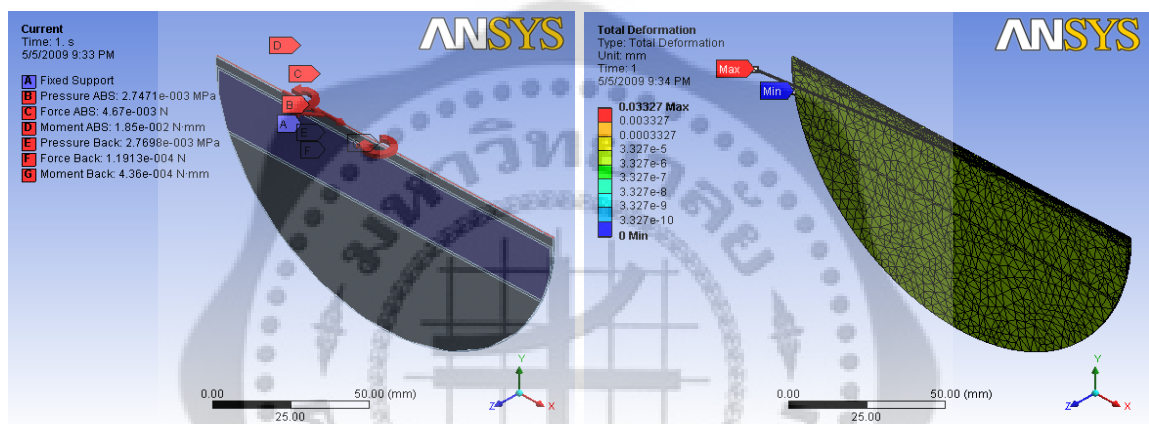 Current
Time: 1. s
5/5/2009 9:33 PM
A Fixed Support
B Pressure ABS: 2.7471e-003 MPa
C Force ABS: 4.67e-003 N
D Moment ABS: 1.85e-002 N·mm
E Pressure Back: 2.7698e-003 MPa
F Force Back: 1.1913e-004 N
G Moment Back: 4.36e-004 N·mm
ANSYS
D
C
B
A
E
F
0.00
50.00 (mm)
25.00
Y
Z
X
Total Deformation
Type: Total Deformation
Unit: mm
Time: 1
5/5/2009 9:34 PM
0.03327 Max
0.003327
0.0003327
3.327e-5
3.327e-6
3.327e-7
3.327e-8
3.327e-9
3.327e-10
0 Min
ANSYS
Max
Min
0.00
50.00 (mm)
25.00
Y
Z
X